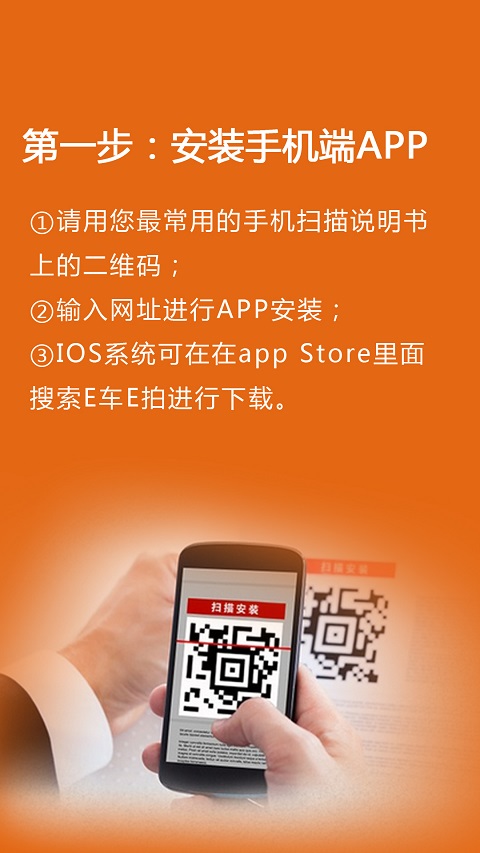 第一步：安装手机端APP
①请用您最常用的手机扫描说明书
上的二维码；
②输入网址进行APP安装；
③IOS系统可在在app Store里面
搜索E车E拍进行下载。
扫描安装
扫描安装